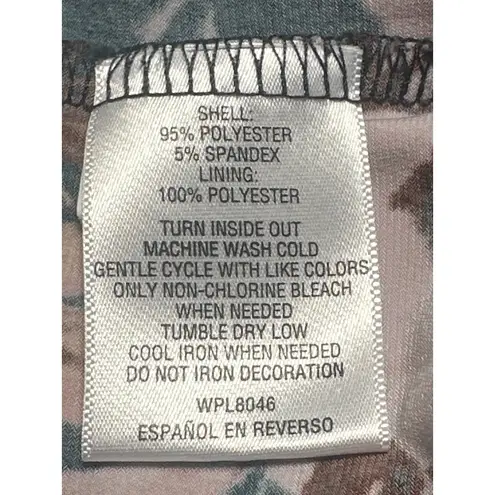 SHELL:
95% POLYESTER
5% SPANDEX
LINING:
100% POLYESTER
TURN INSIDE OUT
MACHINE WASH COLD
GENTLE CYCLE WITH LIKE COLORS
ONLY NON-CHLORINE BLEACH
WHEN NEEDED
TUMBLE DRY LOW
COOL IRON WHEN NEEDED
DO NOT IRON DECORATION
WPL8046
ESPAÑOL EN REVERSO